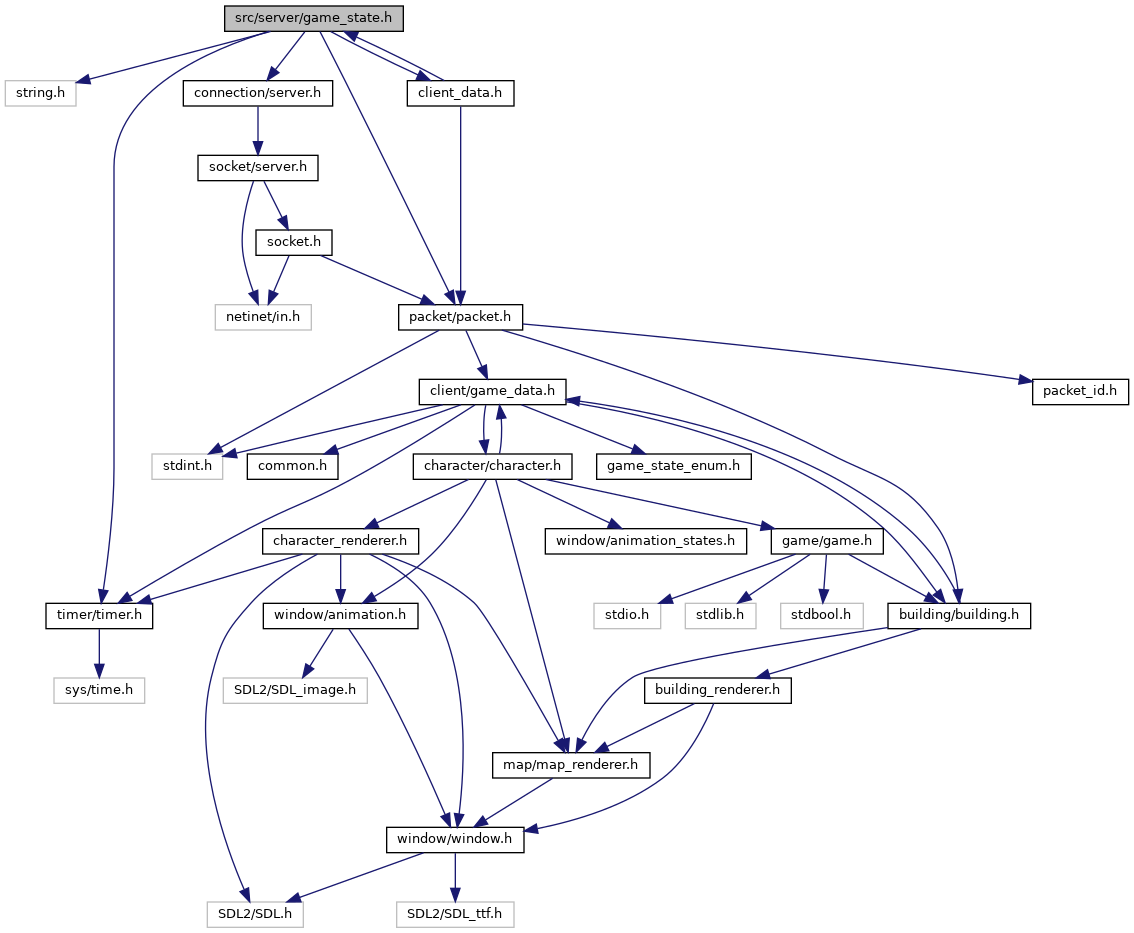 src/server/game_state.h
string.h
connection/server.h
client_data.h
socket/server.h
socket.h
netinet/in.h
packet/packet.h
client/game_data.h
packet_id.h
stdint.h
common.h
character/character.h
game_state_enum.h
character_renderer.h
window/animation_states.h
game/game.h
timer/timer.h
window/animation.h
stdio.h
stdlib.h
stdbool.h
building/building.h
sys/time.h
SDL2/SDL_image.h
building_renderer.h
map/map_renderer.h
window/window.h
SDL2/SDL.h
SDL2/SDL_ttf.h